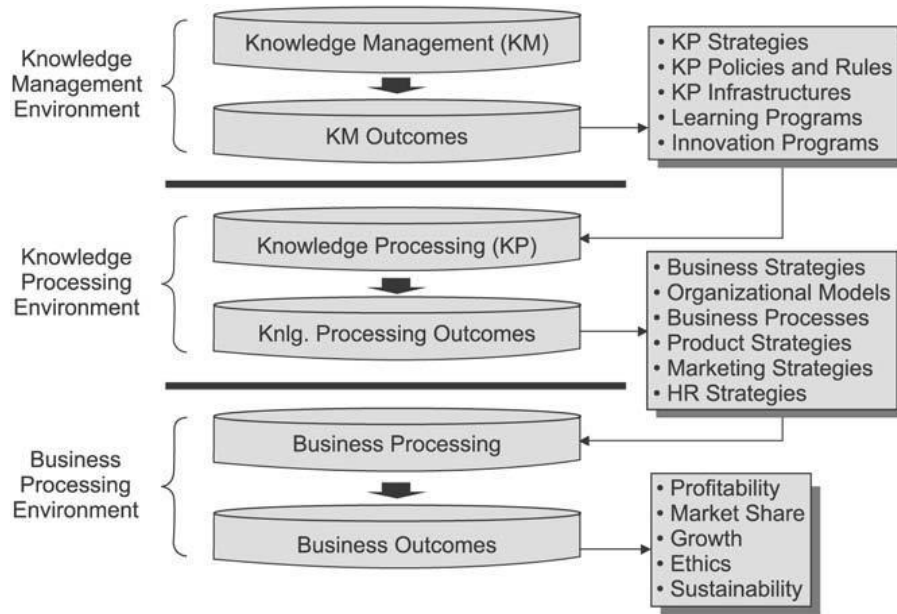 Knowledge
Management
Environment
Knowledge Management (KM)
KM Outcomes
• KP Strategies
• KP Policies and Rules
• KP Infrastructures
• Learning Programs
• Innovation Programs
Knowledge
Processing
Environment
Knowledge Processing (KP)
Knlg. Processing Outcomes
• Business Strategies
• Organizational Models
• Business Processes
• Product Strategies
• Marketing Strategies
• HR Strategies
Business
Processing
Environment
Business Processing
Business Outcomes
• Profitability
• Market Share
• Growth
• Ethics
• Sustainability